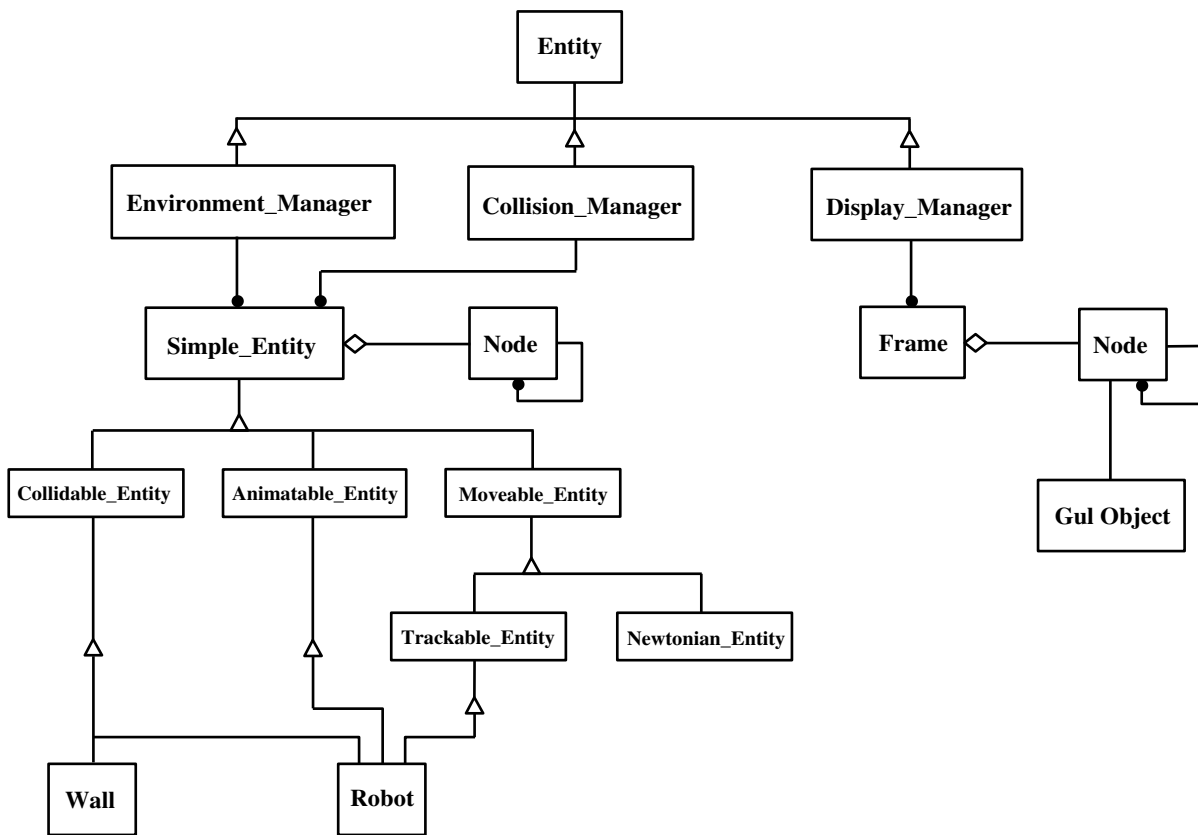 Entity
Environment_Manager
Collision_Manager
Display_Manager
Simple_Entity
Node
Frame
Node
Collidable_Entity
Animatable_Entity
Moveable_Entity
Gul Object
Trackable_Entity
Newtonian_Entity
Wall
Robot